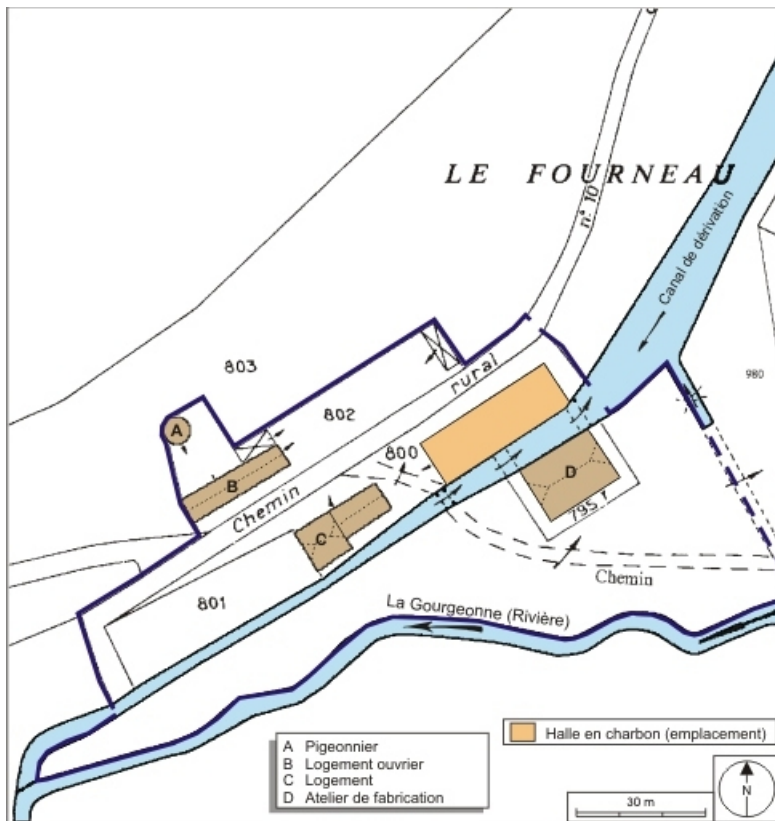 LE FOURNEAU
n° 10
Canal de dérivation
803
980
802
rural
A
800
B
D
Chemin
795 r
C
Chemin
801
La Gourgeonne (Rivière)
A Pigeonnier
B Logement ouvrier
C Logement
D Atelier de fabrication
Halle en charbon (emplacement)
30 m
N